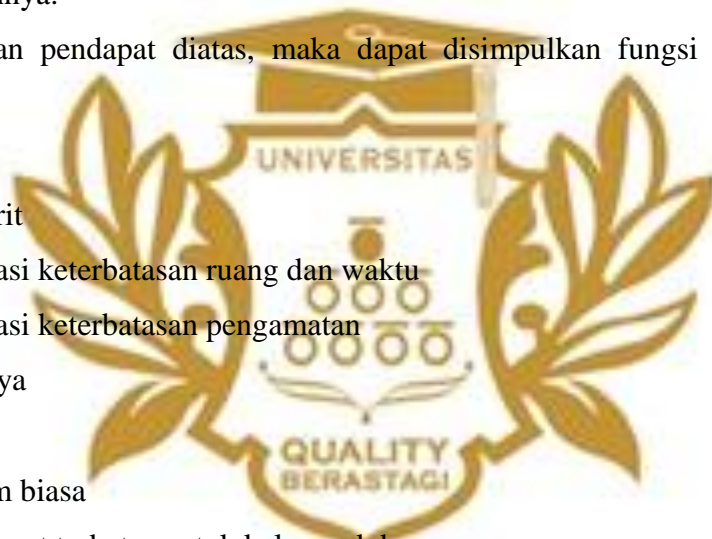 an pendapat diatas, maka dapat disimpulkan fungsi
UNIVERSITAS
rit
asi keterbatasan ruang dan waktu
asi keterbatasan pengamatan
ya
QUALITY
BERASTAGI
n biasa